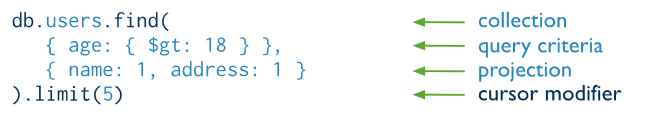 db.users.find( collection
{ age: { $gt: 18 } }, query criteria
{ name: 1, address: 1 } projection
).limit(5) cursor modifier